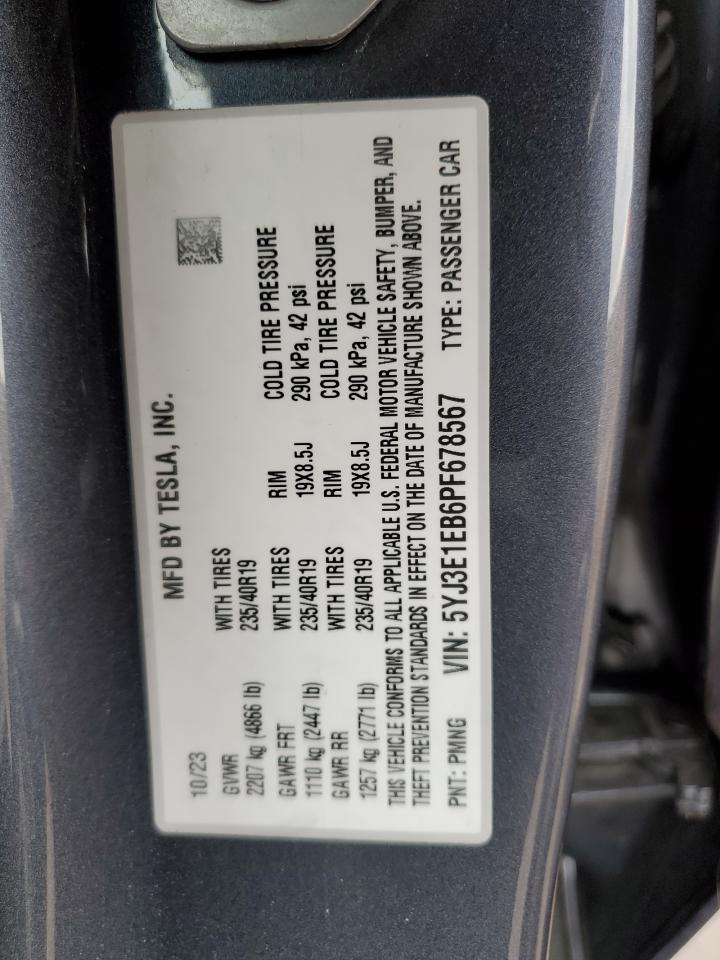 MFD BY TESLA, INC.
10/23
GVWR WITH TIRES
2207 kg (4866 lb) 235/40R19
GAWR FRT WITH TIRES RIM COLD TIRE PRESSURE
1110 kg (2447 lb) 235/40R19 19X8.5J 290 kPa, 42 psi
GAWR RR WITH TIRES RIM COLD TIRE PRESSURE
1257 kg (2771 lb) 235/40R19 19X8.5J 290 kPa, 42 psi
THIS VEHICLE CONFORMS TO ALL APPLICABLE U.S. FEDERAL MOTOR VEHICLE SAFETY, BUMPER, AND
THEFT PREVENTION STANDARDS IN EFFECT ON THE DATE OF MANUFACTURE SHOWN ABOVE.
PNT: PMNG VIN: 5YJ3E1EB6PF678567 TYPE: PASSENGER CAR